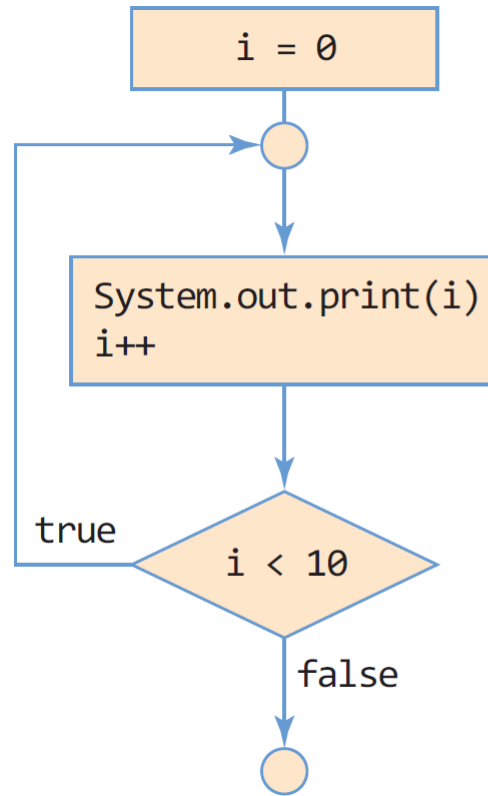 i = 0
System.out.print(i)
i++
true
i < 10
false